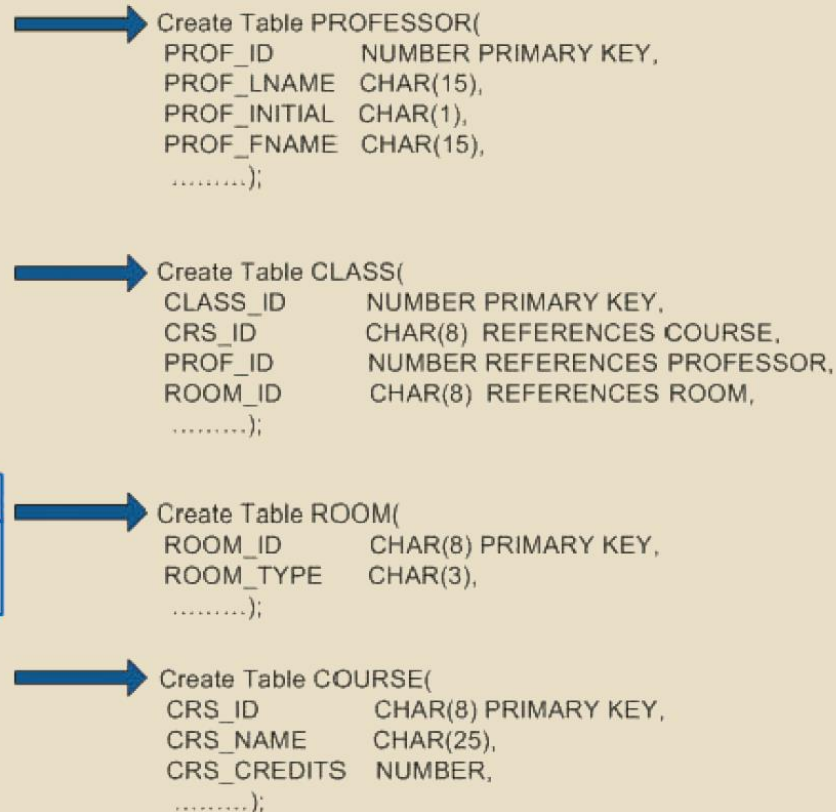 Create Table PROFESSOR(
PROF_ID NUMBER PRIMARY KEY,
PROF_LNAME CHAR(15),
PROF_INITIAL CHAR(1),
PROF_FNAME CHAR(15),
.........);
Create Table CLASS(
CLASS_ID NUMBER PRIMARY KEY,
CRS_ID CHAR(8) REFERENCES COURSE,
PROF_ID NUMBER REFERENCES PROFESSOR,
ROOM_ID CHAR(8) REFERENCES ROOM,
.........);
Create Table ROOM(
ROOM_ID CHAR(8) PRIMARY KEY,
ROOM_TYPE CHAR(3),
.........);
Create Table COURSE(
CRS_ID CHAR(8) PRIMARY KEY,
CRS_NAME CHAR(25),
CRS_CREDITS NUMBER,
.........);